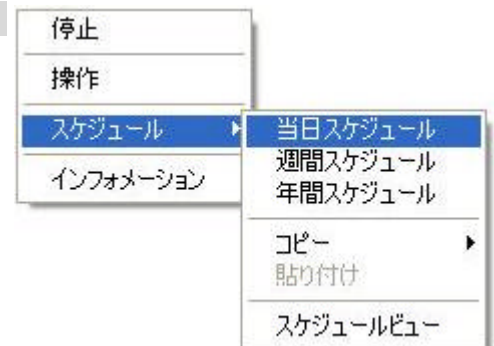 停止
操作
スケジュール
インフォメーション
当日スケジュール
週間スケジュール
年間スケジュール
コピー
貼り付け
スケジュールビュー